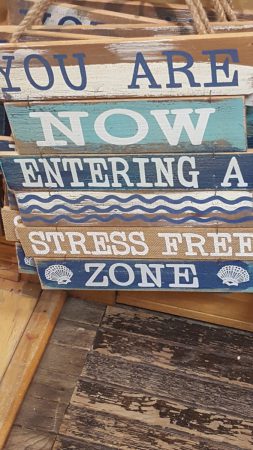 YOU ARE
NOW
ENTERING A
STRESS FREE
ZONE